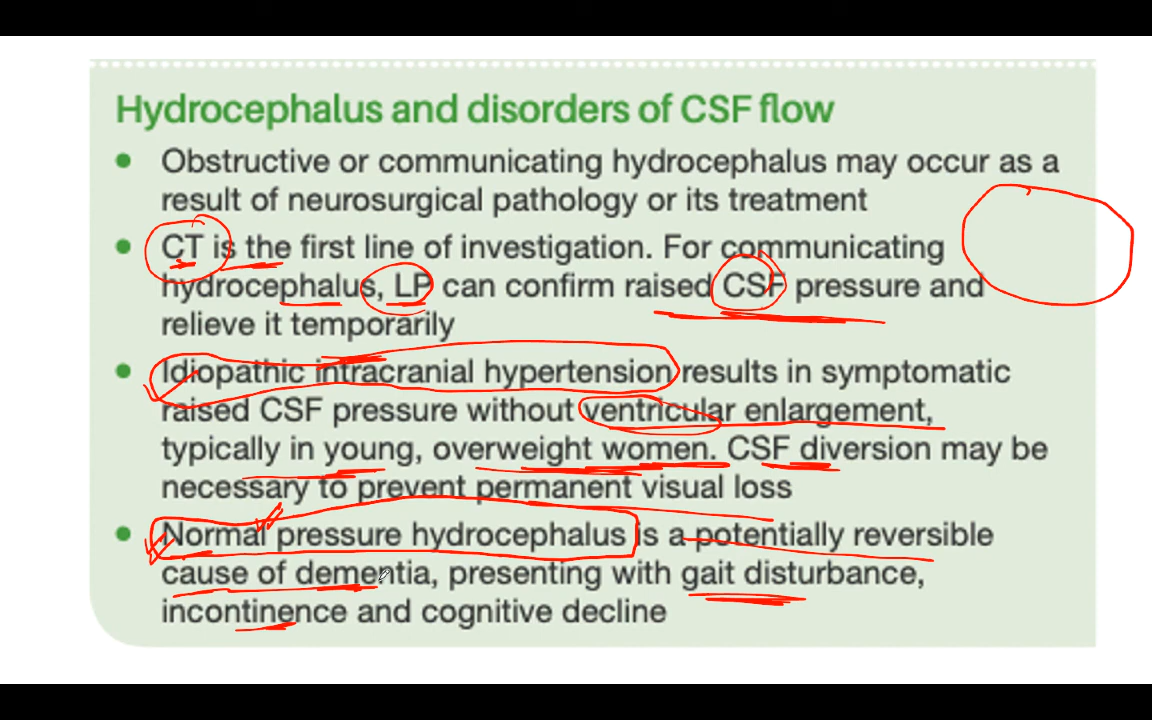 Hydrocephalus and disorders of CSF flow
• Obstructive or communicating hydrocephalus may occur as a
result of neurosurgical pathology or its treatment
• CT is the first line of investigation. For communicating
hydrocephalus, LP can confirm raised CSF pressure and
relieve it temporarily
• Idiopathic intracranial hypertension results in symptomatic
raised CSF pressure without ventricular enlargement,
typically in young, overweight women. CSF diversion may be
necessary to prevent permanent visual loss
• Normal pressure hydrocephalus is a potentially reversible
cause of dementia, presenting with gait disturbance,
incontinence and cognitive decline